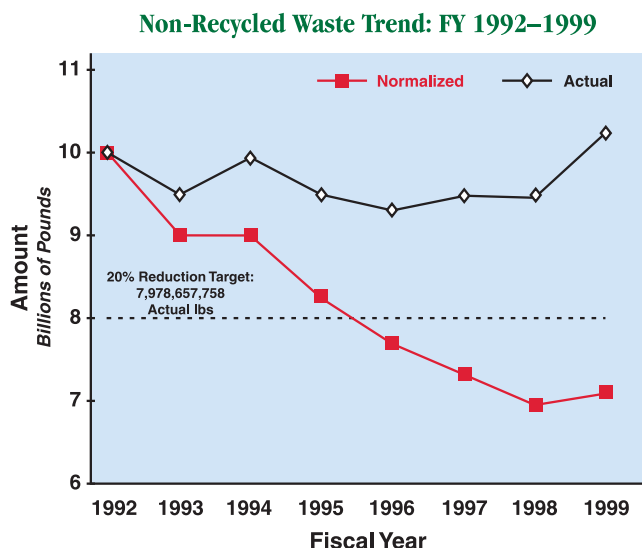 Non-Recycled Waste Trend: FY 1992–1999
11
Normalized
Actual
10
9
8
7
6
Amount
Billions of Pounds
20% Reduction Target:
7,978,657,758
Actual lbs
1992 1993 1994 1995 1996 1997 1998 1999
Fiscal Year